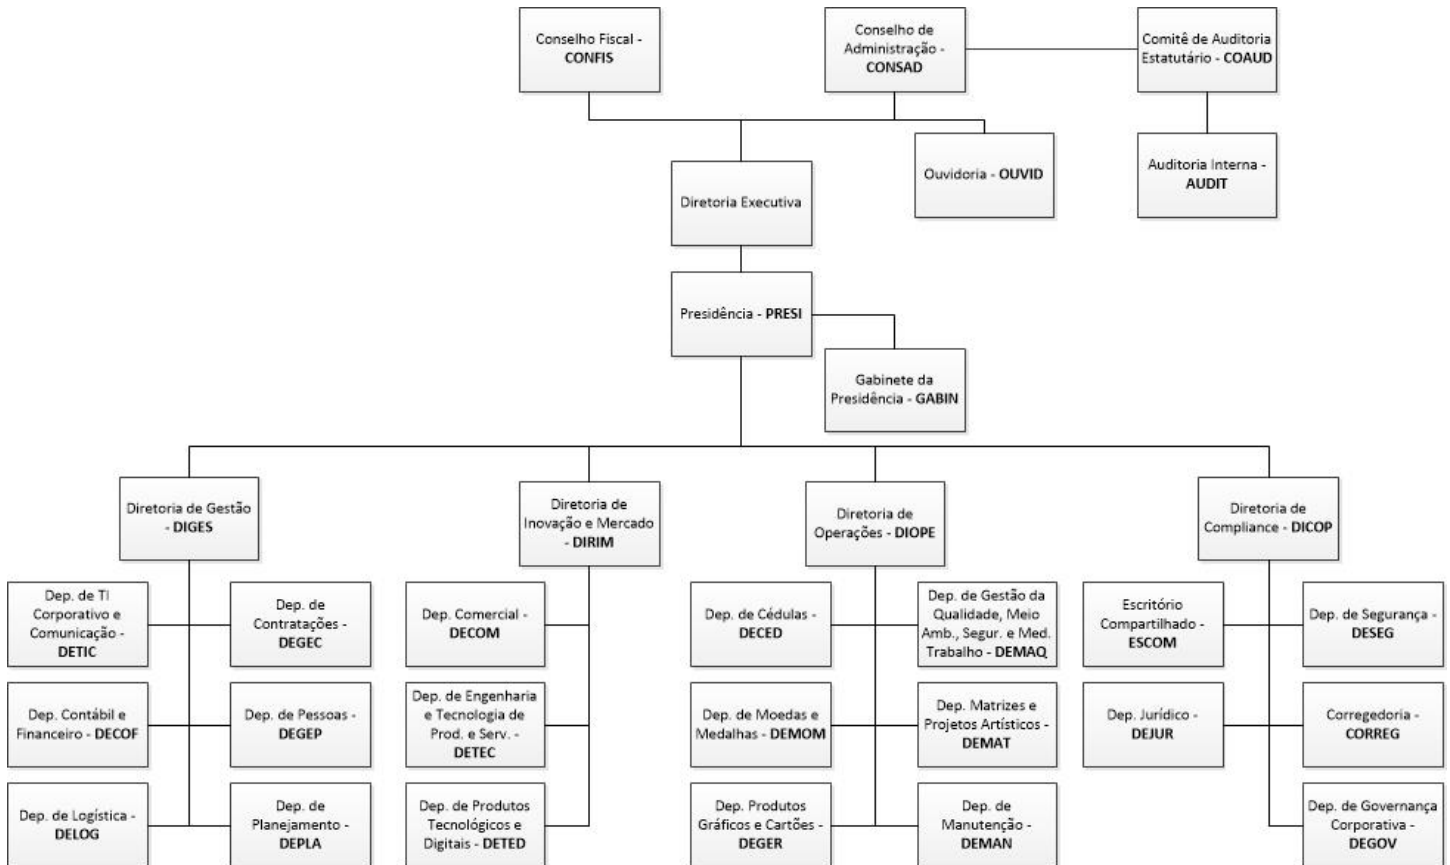 Conselho Fiscal -
CONFIS
Conselho de
Administração -
CONSAD
Comitê de Auditoria
Estatutário - COAUD
Ouvidoria - OUVID
Auditoria Interna -
AUDIT
Diretoria Executiva
Presidência - PRESI
Gabinete da
Presidência - GABIN
Diretoria de Gestão
- DIGES
Diretoria de
Inovação e Mercado
- DIRIM
Diretoria de
Operações - DIOPE
Diretoria de
Compliance - DICOP
Dep. de TI
Corporativo e
Comunicação -
DETIC
Dep. de
Contratações -
DEGEC
Dep. Comercial -
DECOM
Dep. de Cédulas -
DECED
Dep. de Gestão da
Qualidade, Meio
Amb., Segur. e Med.
Trabalho - DEMAQ
Escritório
Compartilhado -
ESCOM
Dep. de Segurança -
DESEG
Dep. Contábil e
Financeiro - DECOF
Dep. de Pessoas -
DEGEP
Dep. de Engenharia
e Tecnologia de
Prod. e Serv. -
DETEC
Dep. de Moedas e
Medalhas - DEMOM
Dep. Matrizes e
Projetos Artísticos -
DEMAT
Dep. Jurídico -
DEJUR
Corregedoria -
CORREG
Dep. de Logística -
DELOG
Dep. de
Planejamento -
DEPLA
Dep. de Produtos
Tecnológicos e
Digitais - DETED
Dep. Produtos
Gráficos e Cartões -
DEGER
Dep. de
Manutenção -
DEMAN
Dep. de Governança
Corporativa -
DEGOV